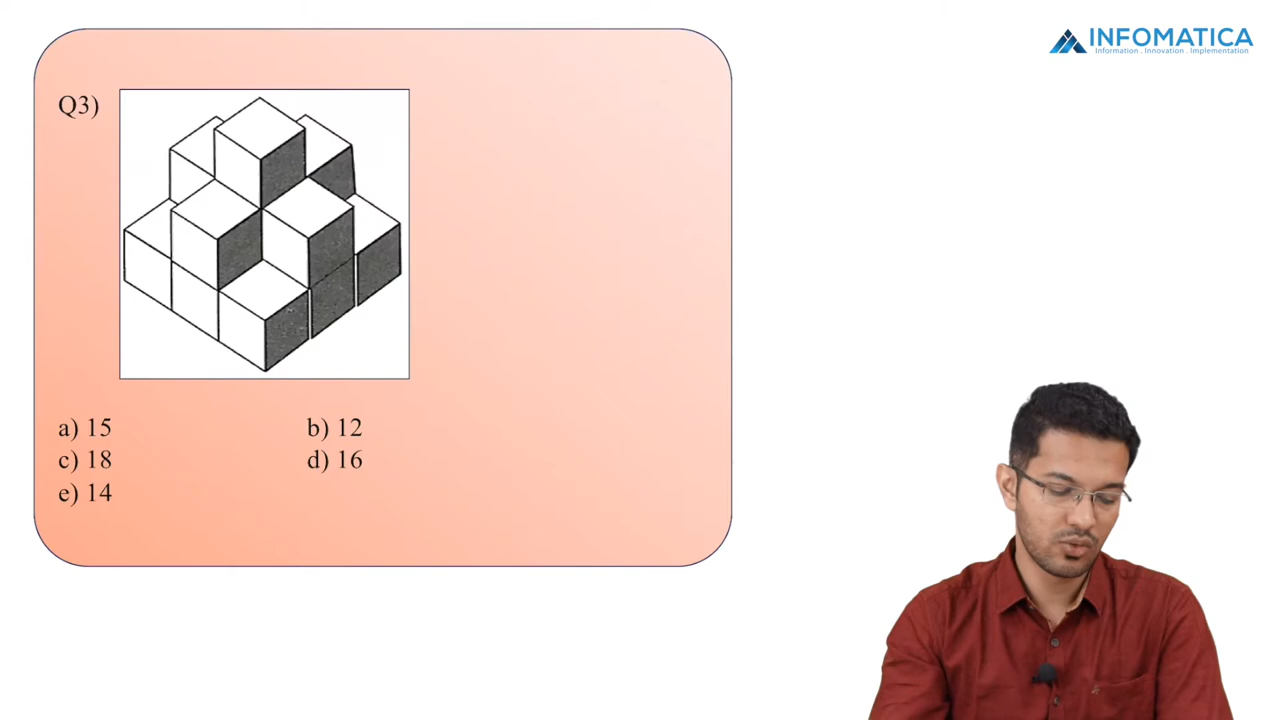 INFOMATICA
Information . Innovation . Implementation
Q3)
a) 15 b) 12
c) 18 d) 16
e) 14